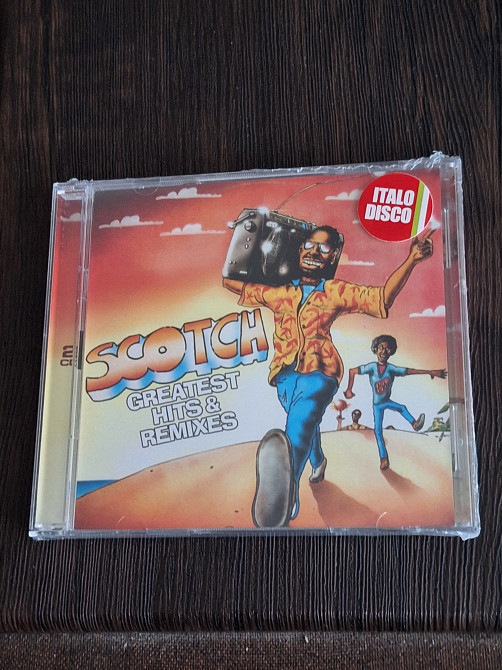 ITALO
DISCO
SCOTCH
GREATEST
HITS &
REMIXES